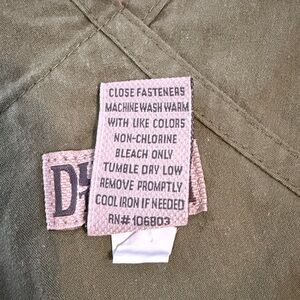 CLOSE FASTENERS
MACHINE WASH WARM
WITH LIKE COLORS
NON-CHLORINE
BLEACH ONLY
TUMBLE DRY LOW
REMOVE PROMPTLY
COOL IRON IF NEEDED
RN# 106803